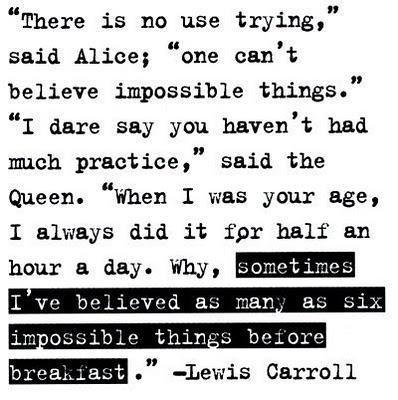 “There is no use trying,”
said Alice; “one can’t
believe impossible things.”
“I dare say you haven’t had
much practice,” said the
Queen. “When I was your age,
I always did it for half an
hour a day. Why, sometimes
I’ve believed as many as six
impossible things before
breakfast.” –Lewis Carroll